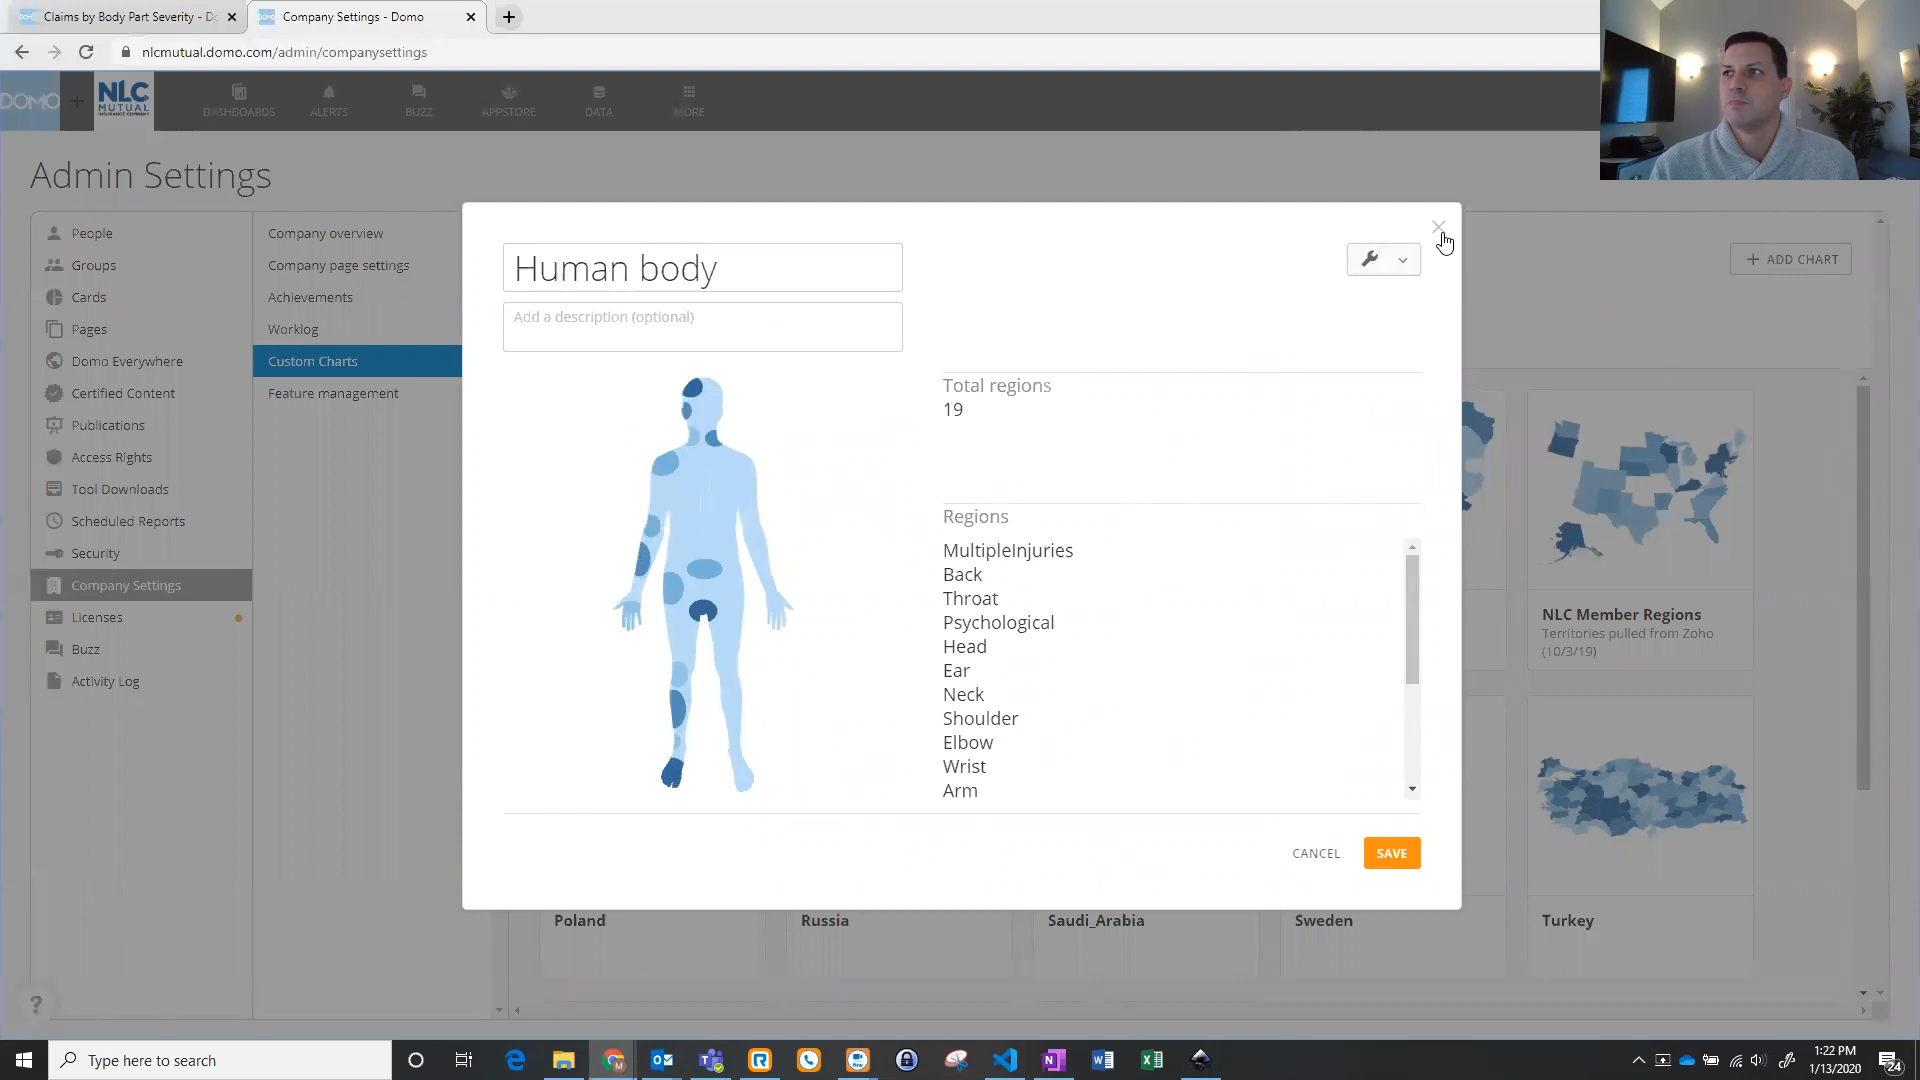 Claims by Body Part Severity - Do
Company Settings - Domo
nlcmutual.domo.com/admin/companysettings
DOMO
NLC
MUTUAL
INSURANCE COMPANY
DASHBOARDS
ALERTS
BUZZ
APPSTORE
DATA
MORE
Admin Settings
People
Groups
Cards
Pages
Domo Everywhere
Certified Content
Publications
Access Rights
Tool Downloads
Scheduled Reports
Security
Company Settings
Licenses
Buzz
Activity Log
Company overview
Company page settings
Achievements
Worklog
Custom Charts
Feature management
+ ADD CHART
Human body
Add a description (optional)
Total regions
19
Regions
MultipleInjuries
Back
Throat
Psychological
Head
Ear
Neck
Shoulder
Elbow
Wrist
Arm
CANCEL
SAVE
NLC Member Regions
Territories pulled from Zoho
(10/3/19)
Poland
Russia
Saudi_Arabia
Sweden
Turkey
?
Type here to search
1:22 PM
1/13/2020
24